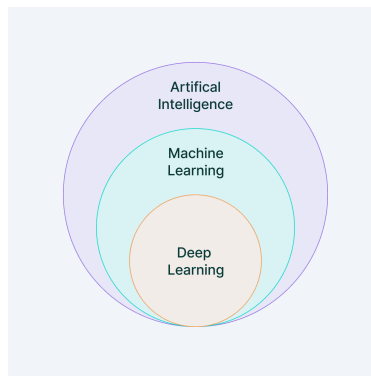 Artifical
Intelligence
Machine
Learning
Deep
Learning